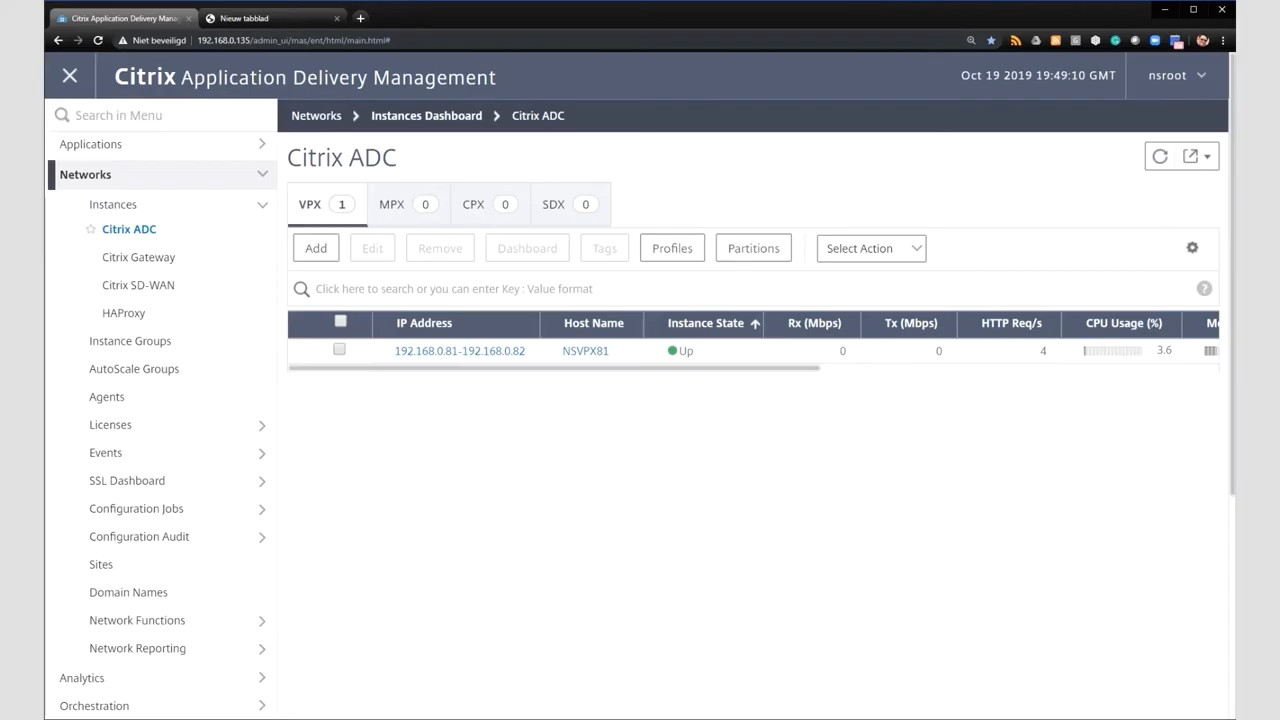 Citrix Application Delivery Mana
Nieuw tabblad
Niet beveiligd
192.168.0.135/admin_ui/mas/ent/html/main.html#
Citrix Application Delivery Management
Oct 19 2019 19:49:10 GMT
nsroot
Search in Menu
Applications
Networks
Instances
Citrix ADC
Citrix Gateway
Citrix SD-WAN
HAProxy
Instance Groups
AutoScale Groups
Agents
Licenses
Events
SSL Dashboard
Configuration Jobs
Configuration Audit
Sites
Domain Names
Network Functions
Network Reporting
Analytics
Orchestration
Networks > Instances Dashboard > Citrix ADC
Citrix ADC
VPX 1 MPX 0 CPX 0 SDX 0
Add Edit Remove Dashboard Tags Profiles Partitions Select Action
Click here to search or you can enter Key : Value format
IP Address Host Name Instance State Rx (Mbps) Tx (Mbps) HTTP Req/s CPU Usage (%) M
192.168.0.81-192.168.0.82 NSVPX81 Up 0 0 4 3.6